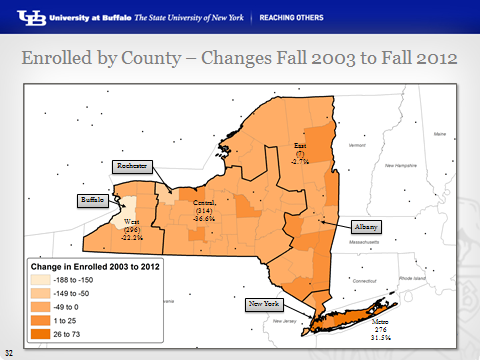 UB University at Buffalo The State University of New York | REACHING OTHERS
Enrolled by County – Changes Fall 2003 to Fall 2012
Maine
East
(7)
-2.7%
Vermont
New Hampshire
Rochester
Buffalo
Central,
(314)
-36.6%
West
(296)
-22.2%
Albany
Massachusetts
Change in Enrolled 2003 to 2012
-188 to -150
-149 to -50
-49 to 0
1 to 25
26 to 73
Connecticut
Rhode Island
vania
New York
New Jersey
Metro
276
31.5%
32